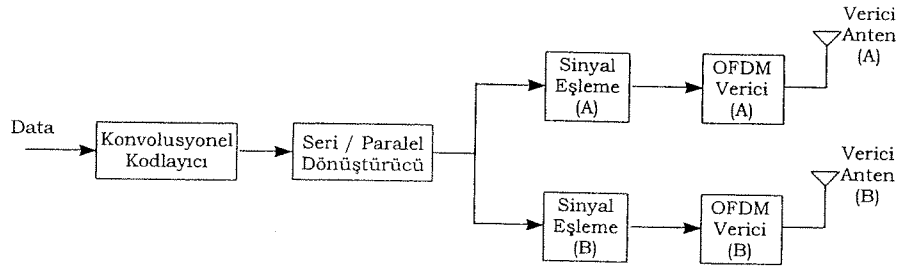 Verici
Anten
(A)
Sinyal
Eşleme
(A)
OFDM
Verici
(A)
Data
Konvolusyonel
Kodlayıcı
Seri / Paralel
Dönüştürücü
Verici
Anten
(B)
Sinyal
Eşleme
(B)
OFDM
Verici
(B)